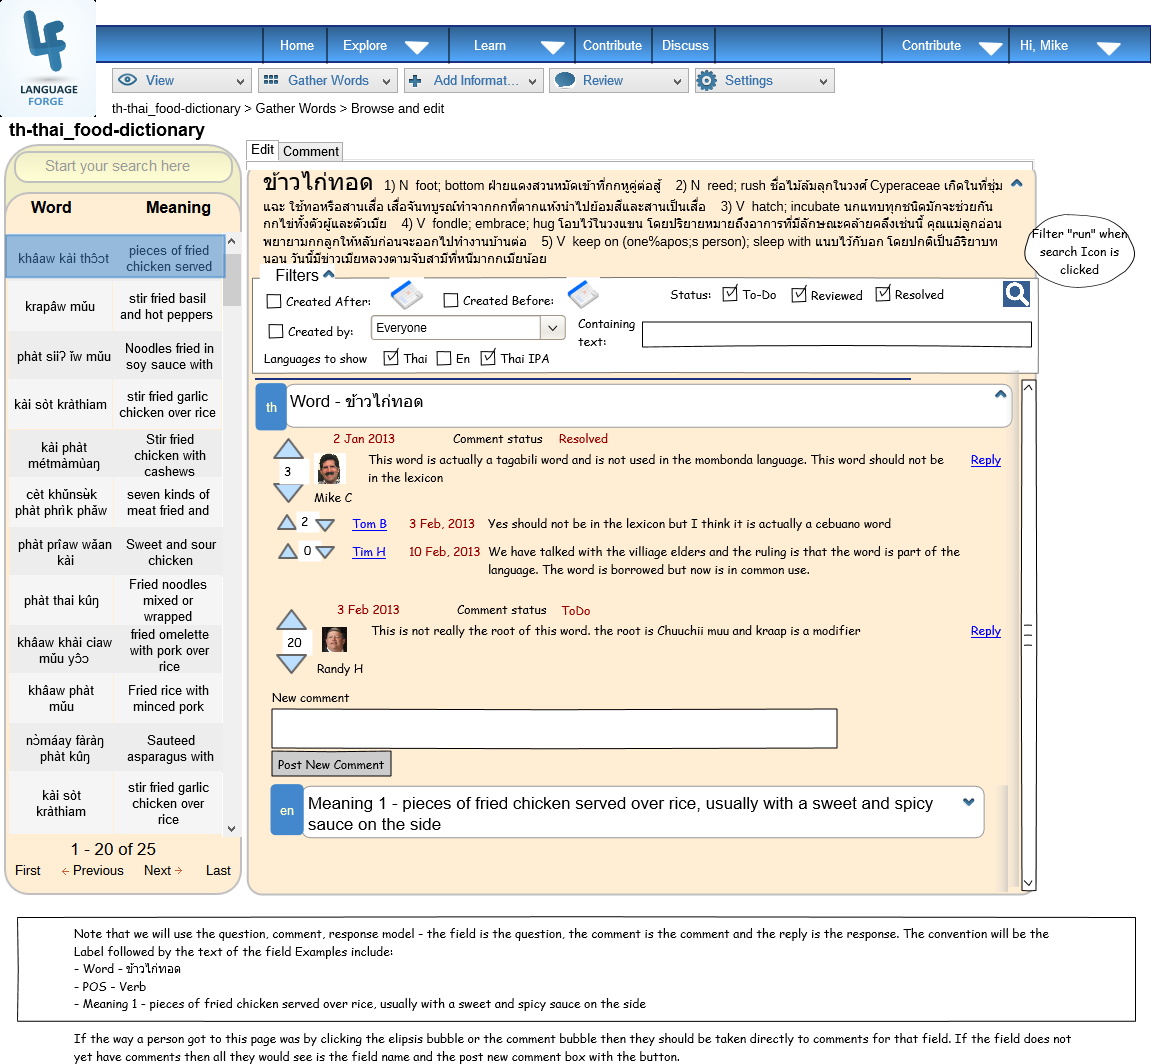 LANGUAGE
FORGE
Home Explore Learn Contribute Discuss Contribute Hi, Mike
View Gather Words Add Informat... Review Settings
th-thai_food-dictionary > Gather Words > Browse and edit
th-thai_food-dictionary
Start your search here
Word Meaning
khâaw kài thɔ̂ɔt pieces of fried
chicken served
krapâw mǔu stir fried basil
and hot peppers
phàt siiʔ ǐw mǔu Noodles fried in
soy sauce with
kài sòt kràthiam stir fried garlic
chicken over rice
kài phàt
métmàmùaŋ
Stir fried
chicken with
cashews
cèt khǔnsʉ̀k
phàt phrìk phǎw
seven kinds of
meat fried and
phàt prîaw wǎan
kài
Sweet and sour
chicken
phàt thai kûŋ Fried noodles
mixed or
wrapped
khâaw khài ciaw
mǔu yɔ̂ɔ
fried omelette
with pork over
rice
khâaw phàt
mǔu
Fried rice with
minced pork
nɔ̀máay fàràŋ
phàt kûŋ
Sauteed
asparagus with
kài sòt
kràthiam
stir fried garlic
chicken over
rice
1 - 20 of 25
First Previous Next Last
Edit Comment
ข้าวไก่ทอด 1) N foot; bottom ฝ่ายแดงสวนหมัดเข้าที่กกหูคู่ต่อสู้ 2) N reed; rush ชื่อไม้ล้มลุกในวงศ์ Cyperaceae เกิดในที่ชุ่ม
แฉะ ใช้ทอหรือสานเสื่อ เสื่อจันทบูรณ์ทำจากกกที่ตากแห้งนำไปย้อมสีและสานเป็นเสื่อ 3) V hatch; incubate นกแทบทุกชนิดมักจะช่วยกัน
กกไข่ทั้งตัวผู้และตัวเมีย 4) V fondle; embrace; hug โอบไว้ในวงแขน โดยปริยายหมายถึงอาการที่มีลักษณะคล้ายคลึงเช่นนี้ คุณแม่ลูกอ่อน
พยายามกกลูกให้หลับก่อนจะออกไปทำงานบ้านต่อ 5) V keep on (one%apos;s person); sleep with แนบไว้กับอก โดยปกติเป็นอิริยาบท
นอน วันนี้มีข่าวเมียหลวงตามจับสามีที่หนีมากกเมียน้อย
Filters
Created After: Created Before: Status: To-Do Reviewed Resolved
Created by: Everyone Containing
text:
Languages to show Thai En Thai IPA
Filter "run" when
search Icon is
clicked
th Word - ข้าวไก่ทอด
2 Jan 2013 Comment status Resolved
3 This word is actually a tagabili word and is not used in the mombonda language. This word should not be
in the lexicon
Reply
Mike C
2 Tom B 3 Feb, 2013 Yes should not be in the lexicon but I think it is actually a cebuano word
0 Tim H 10 Feb, 2013 We have talked with the villiage elders and the ruling is that the word is part of the
language. The word is borrowed but now is in common use.
3 Feb 2013 Comment status ToDo
20 This is not really the root of this word. the root is Chuuchii muu and kraap is a modifier Reply
Randy H
New comment
Post New Comment
en Meaning 1 - pieces of fried chicken served over rice, usually with a sweet and spicy
sauce on the side
Note that we will use the question, comment, response model - the field is the question, the comment is the comment and the reply is the response. The convention will be the
Label followed by the text of the field Examples include:
- Word - ข้าวไก่ทอด
- POS - Verb
- Meaning 1 - pieces of fried chicken served over rice, usually with a sweet and spicy sauce on the side
If the way a person got to this page was by clicking the elipsis bubble or the comment bubble then they should be taken directly to comments for that field. If the field does not
yet have comments then all they would see is the field name and the post new comment box with the button.